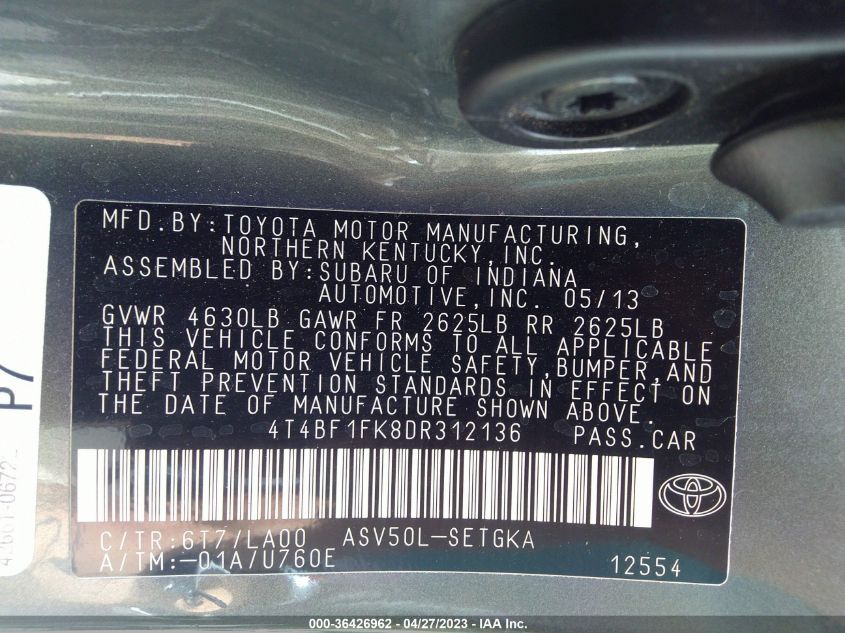 MFD.BY:TOYOTA MOTOR MANUFACTURING,
NORTHERN KENTUCKY,INC.
ASSEMBLED BY:SUBARU OF INDIANA
AUTOMOTIVE,INC. 05/13
GVWR 4630LB GAWR FR 2625LB RR 2625LB
THIS VEHICLE CONFORMS TO ALL APPLICABLE
FEDERAL MOTOR VEHICLE SAFETY,BUMPER,AND
THEFT PREVENTION STANDARDS IN EFFECT ON
THE DATE OF MANUFACTURE SHOWN ABOVE.
4T4BF1FK8DR312136 PASS.CAR
C/TR:6T7/LA00 ASV50L-SETGKA
A/TM:-01A/U760E 12554
P7
000-36426962 - 04/27/2023 - IAA Inc.